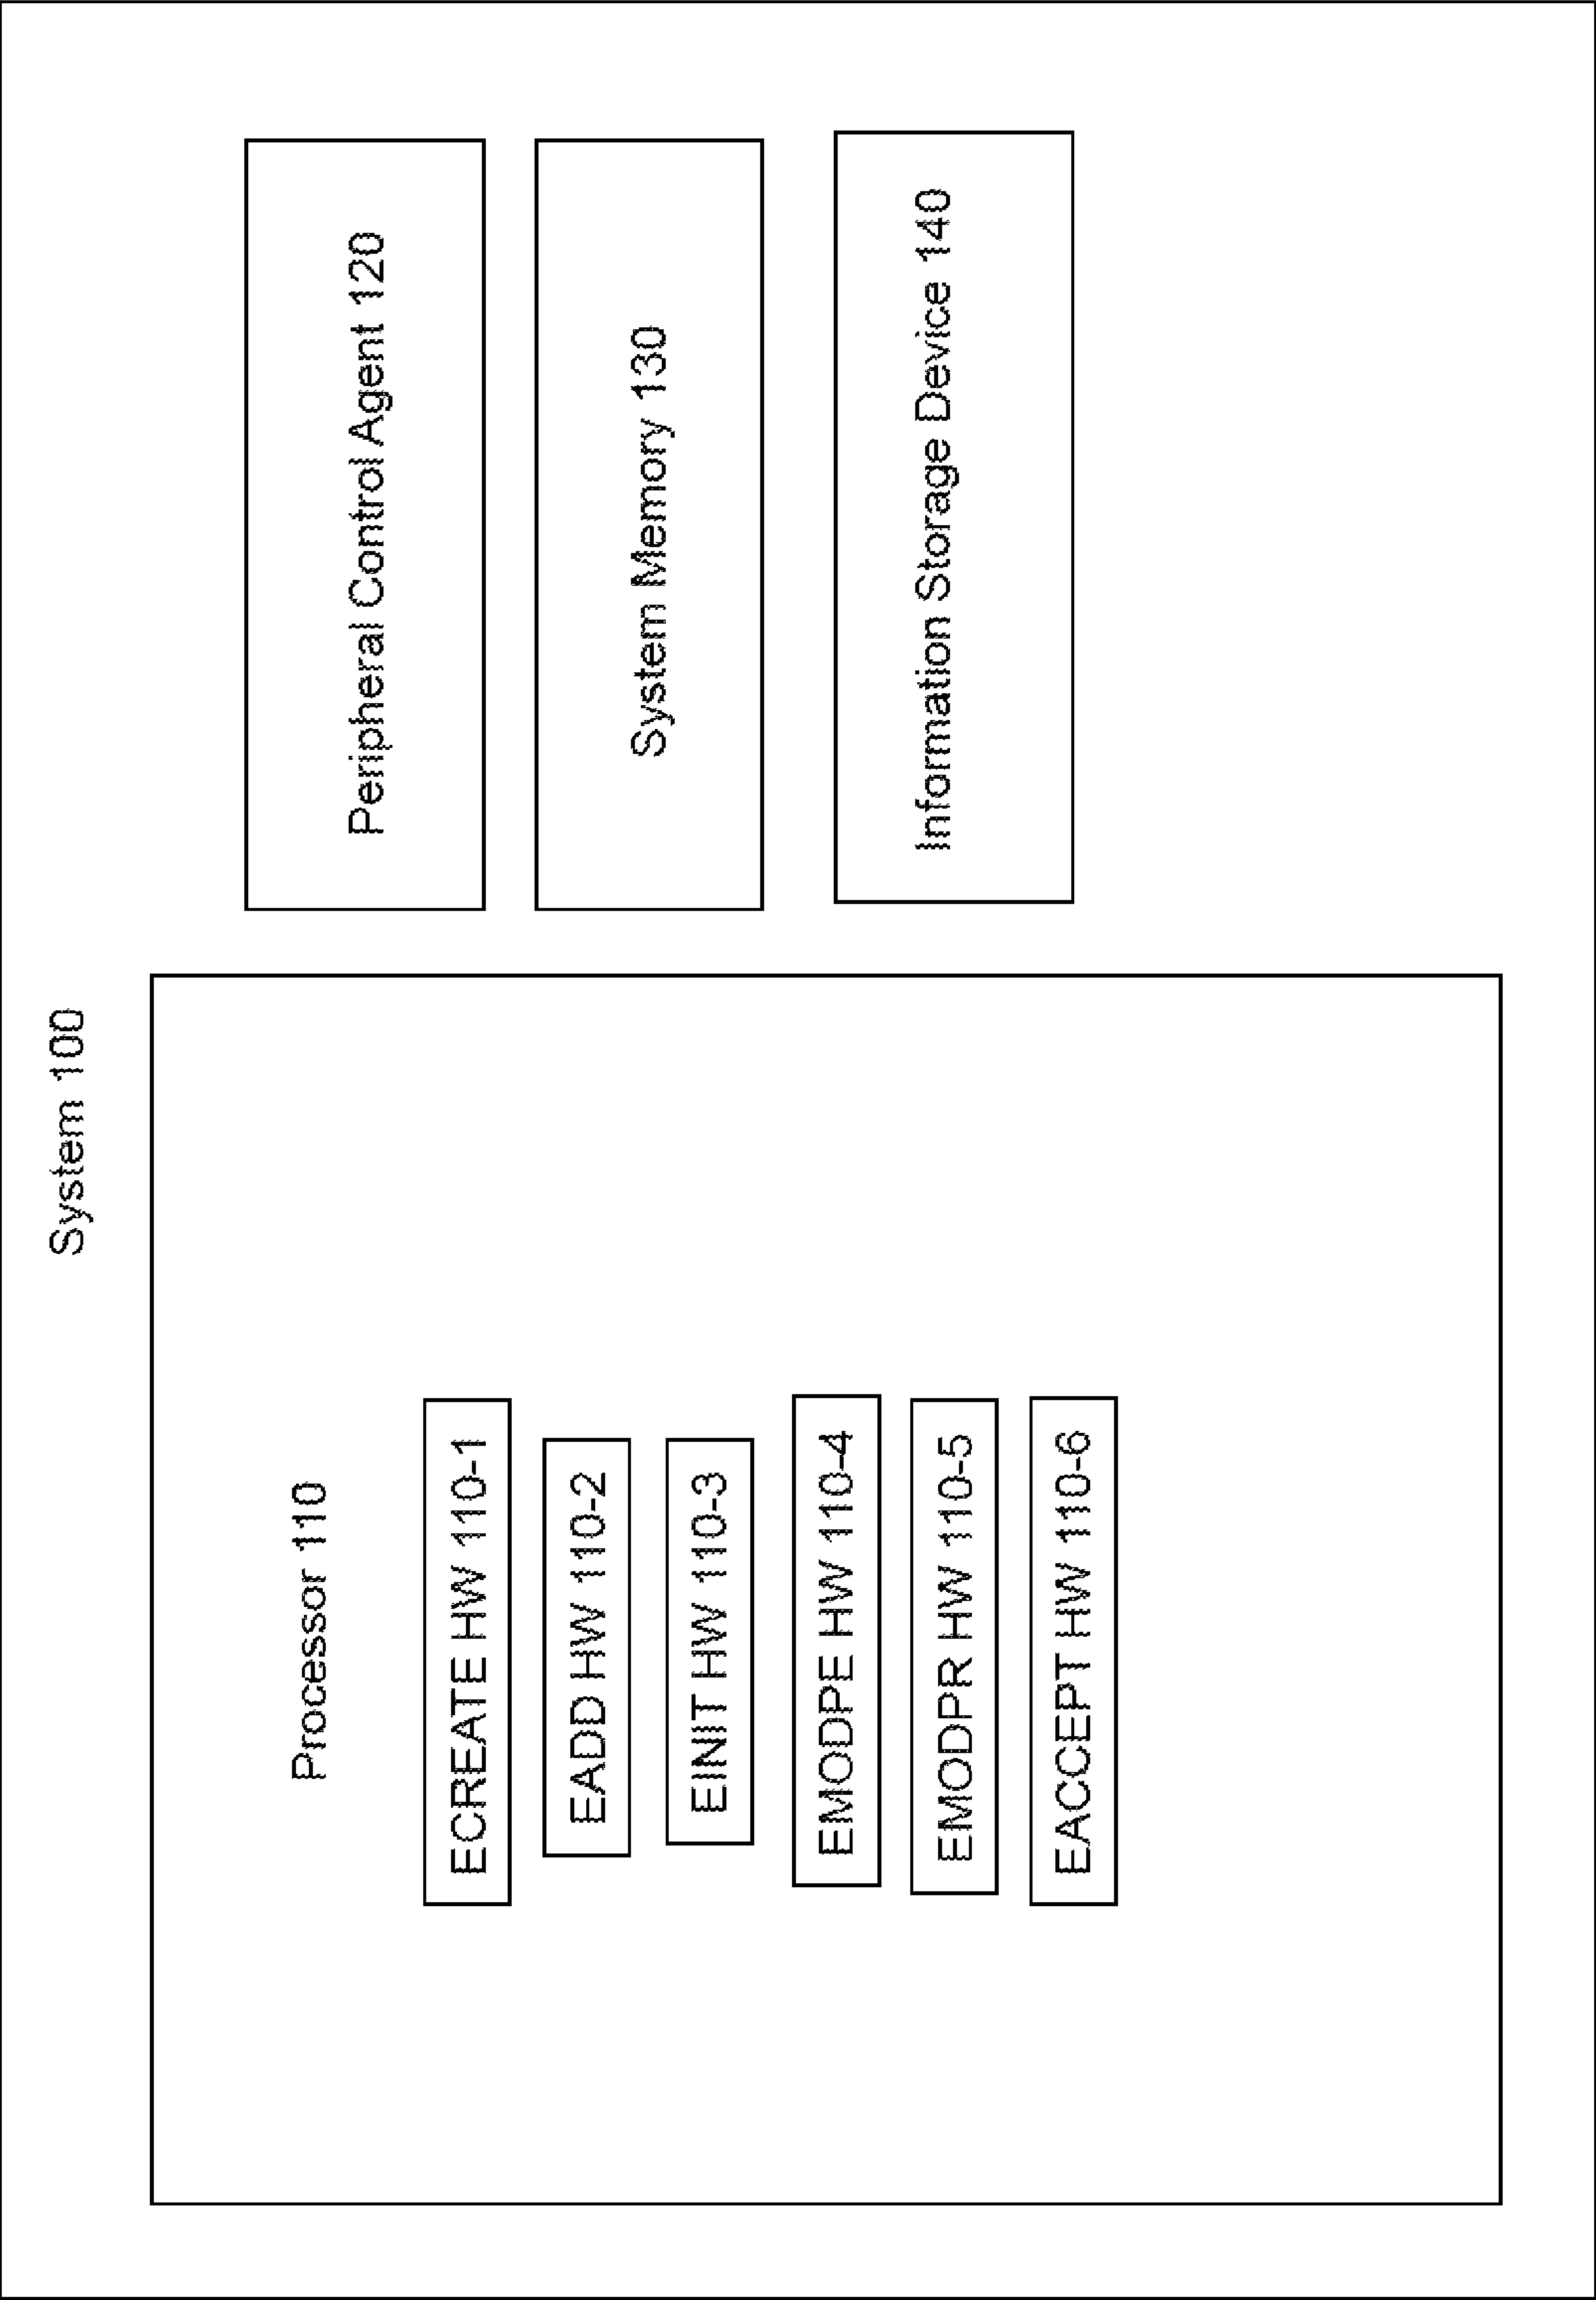 System 100
Processor 110
ECREATE HW 110-1
EADD HW 110-2
EINIT HW 110-3
EMODPE HW 110-4
EMODPR HW 110-5
EACCEPT HW 110-6
Peripheral Control Agent 120
System Memory 130
Information Storage Device 140